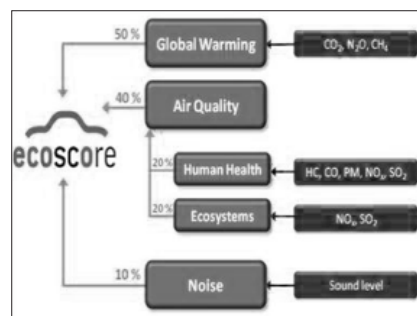 50 %
Global Warming
CO₂, N₂O, CH₄
40 %
Air Quality
ecoscore
20%
Human Health
HC, CO, PM, NOₓ, SO₂
20%
Ecosystems
NOₓ, SO₂
10 %
Noise
Sound level